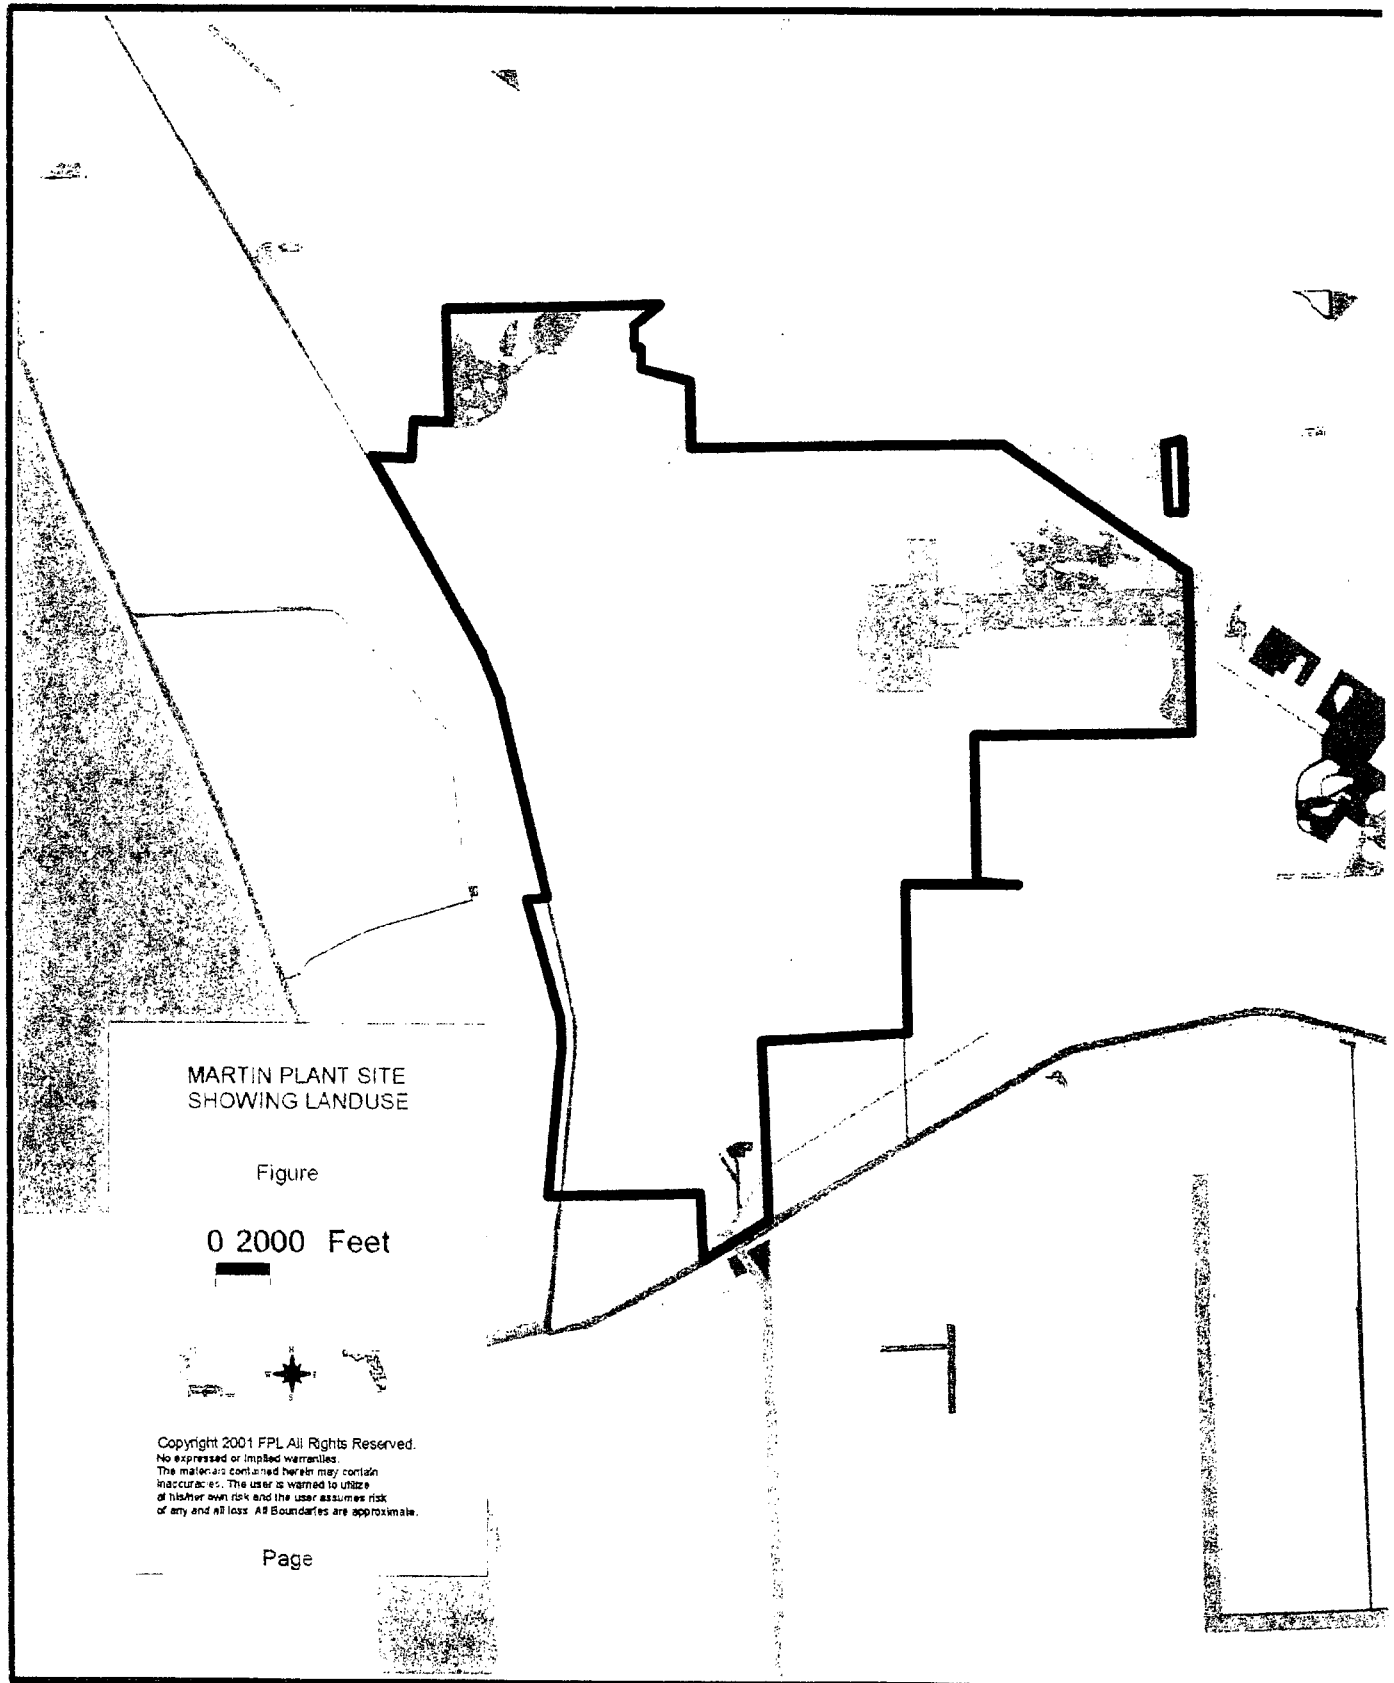 MARTIN PLANT SITE
SHOWING LANDUSE
Figure
0 2000 Feet
N
W E
S
Copyright 2001 FPL All Rights Reserved.
No expressed or implied warranties.
The materials contained herein may contain
inaccuracies. The user is warned to utilize
at his/her own risk and the user assumes risk
of any and all loss. All Boundaries are approximate.
Page